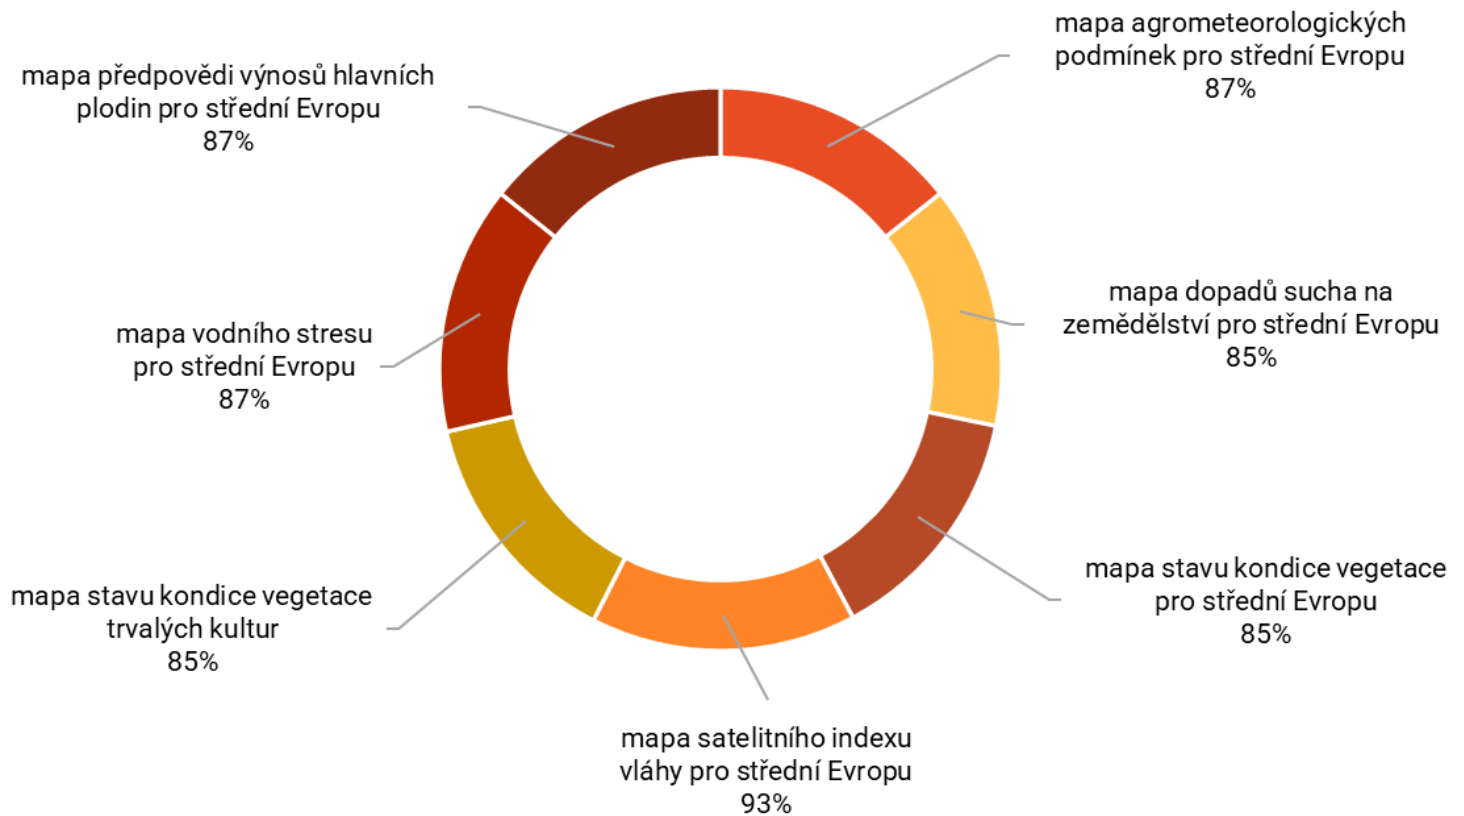 mapa agrometeorologických
podmínek pro střední Evropu
87%
mapa předpovědi výnosů hlavních
plodin pro střední Evropu
87%
mapa dopadů sucha na
zemědělství pro střední Evropu
85%
mapa vodního stresu
pro střední Evropu
87%
mapa stavu kondice vegetace
pro střední Evropu
85%
mapa stavu kondice vegetace
trvalých kultur
85%
mapa satelitního indexu
vláhy pro střední Evropu
93%